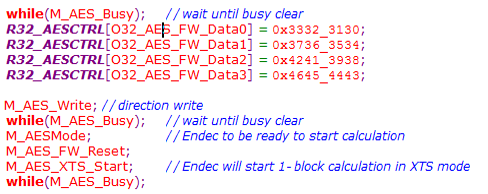 while(M_AES_Busy); //wait until busy clear
R32_AESCTRL[O32_AES_FW_Data0] = 0x3332_3130;
R32_AESCTRL[O32_AES_FW_Data1] = 0x3736_3534;
R32_AESCTRL[O32_AES_FW_Data2] = 0x4241_3938;
R32_AESCTRL[O32_AES_FW_Data3] = 0x4645_4443;
M_AES_Write; //direction write
while(M_AES_Busy); //wait until busy clear
M_AESMode; //Endec to be ready to start calculation
M_AES_FW_Reset;
M_AES_XTS_Start; //Endec will start 1-block calculation in XTS mode
while(M_AES_Busy);